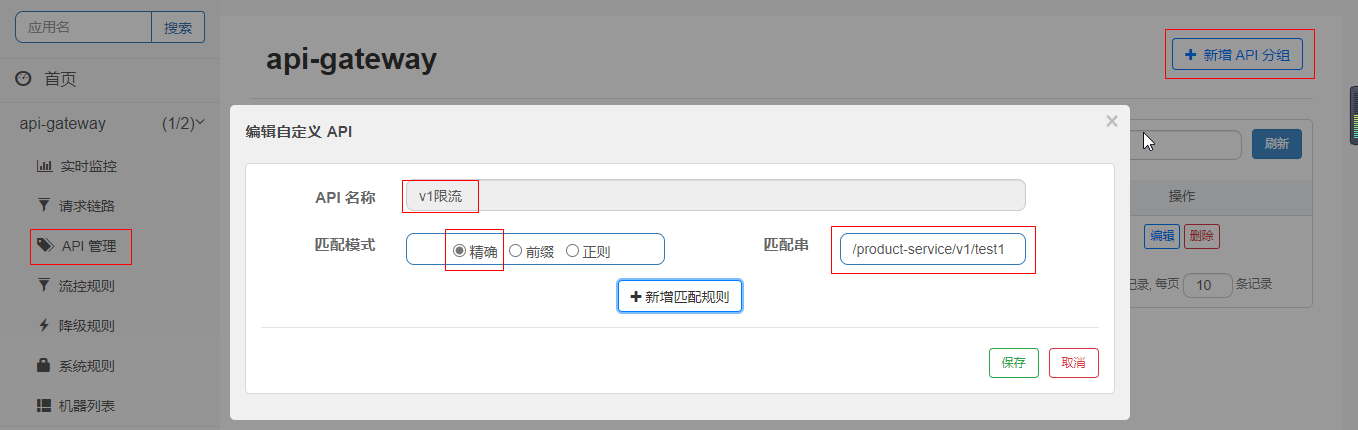 应用名
搜索
首页
api-gateway (1/2)
实时监控
请求链路
API 管理
流控规则
降级规则
系统规则
机器列表
api-gateway
新增 API 分组
刷新
操作
编辑 删除
记录, 每页 10 条记录
编辑自定义 API
×
API 名称 v1限流
匹配模式 精确 前缀 正则 匹配串 /product-service/v1/test1
新增匹配规则
保存 取消